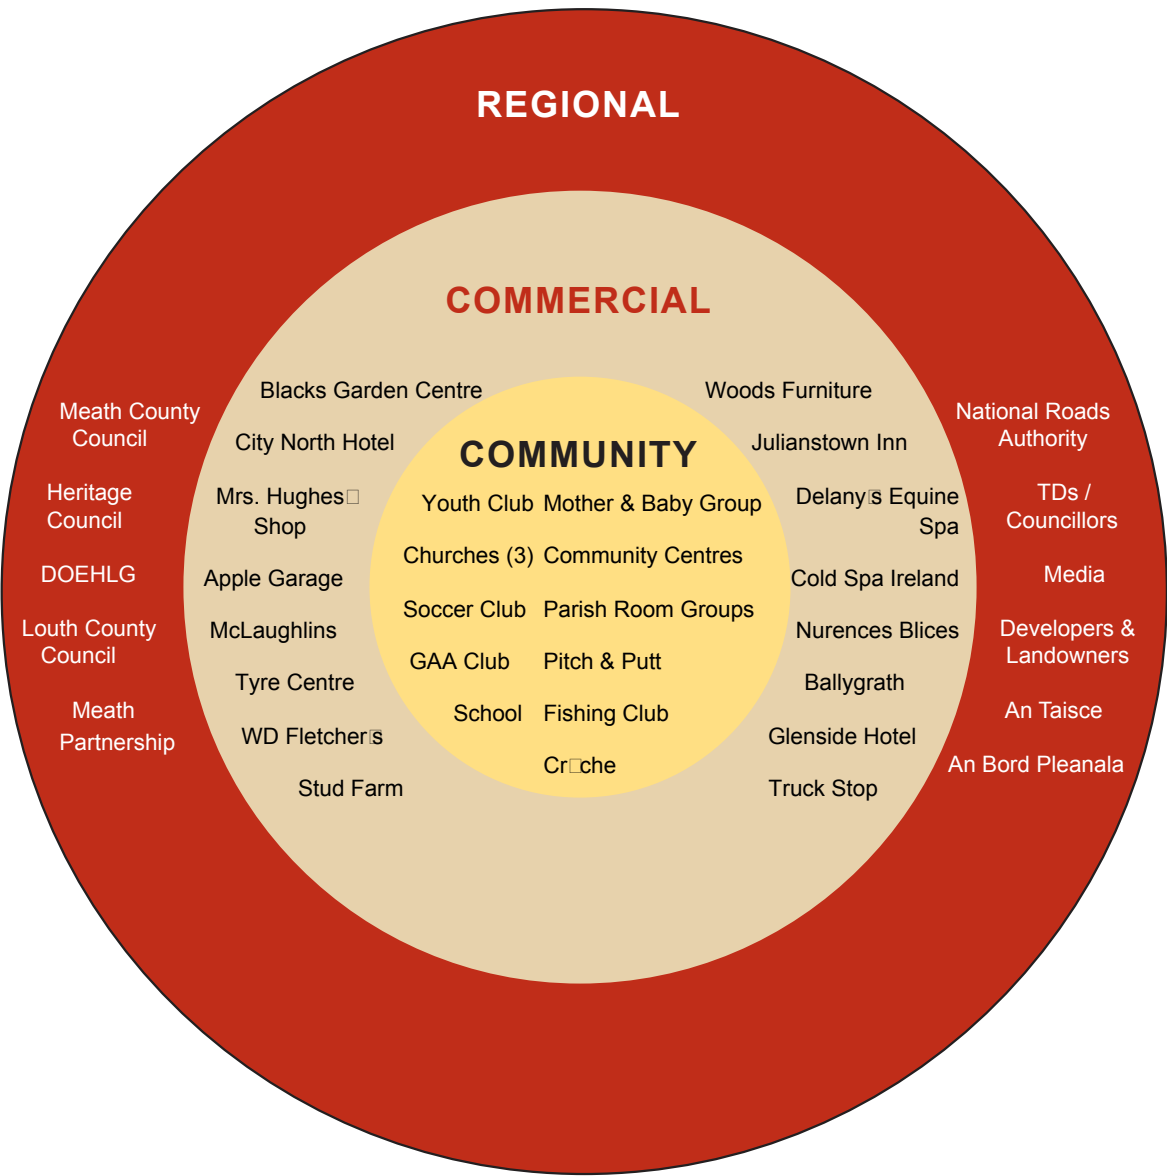 REGIONAL
COMMERCIAL
COMMUNITY
Meath County
Council
Heritage
Council
DOEHLG
Louth County
Council
Meath
Partnership
Blacks Garden Centre
City North Hotel
Mrs. Hughes□
Shop
Apple Garage
McLaughlins
Tyre Centre
WD Fletcher□s
Stud Farm
Youth Club
Churches (3)
Soccer Club
GAA Club
School
Mother & Baby Group
Community Centres
Parish Room Groups
Pitch & Putt
Fishing Club
Cr□che
Woods Furniture
Julianstown Inn
Delany□s Equine
Spa
Cold Spa Ireland
Nurences Blices
Ballygrath
Glenside Hotel
Truck Stop
National Roads
Authority
TDs /
Councillors
Media
Developers &
Landowners
An Taisce
An Bord Pleanala